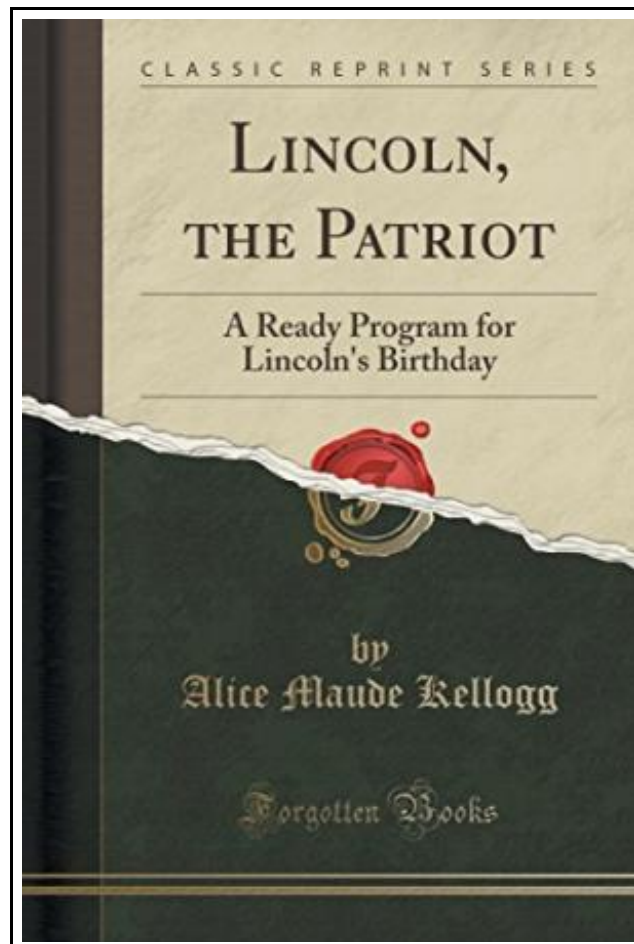 CLASSIC REPRINT SERIES
LINCOLN,
THE PATRIOT
A Ready Program for
Lincoln's Birthday
by
Alice Maude Kellogg
Forgotten Books